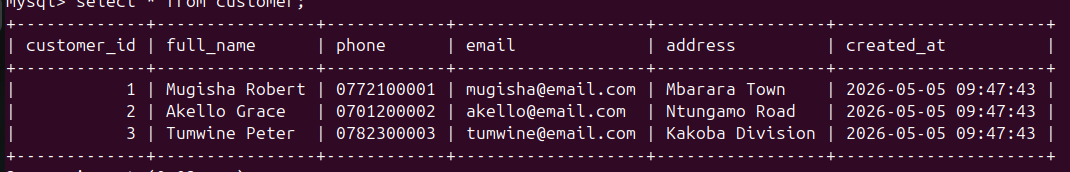 mysql> select * from customer;
+-------------+----------------+------------+-------------------+-----------------+---------------------+
| customer_id | full_name      | phone      | email             | address         | created_at          |
+-------------+----------------+------------+-------------------+-----------------+---------------------+
|           1 | Mugisha Robert | 0772100001 | mugisha@email.com | Mbarara Town    | 2026-05-05 09:47:43 |
|           2 | Akello Grace   | 0701200002 | akello@email.com  | Ntungamo Road   | 2026-05-05 09:47:43 |
|           3 | Tumwine Peter  | 0782300003 | tumwine@email.com | Kakoba Division | 2026-05-05 09:47:43 |
+-------------+----------------+------------+-------------------+-----------------+---------------------+